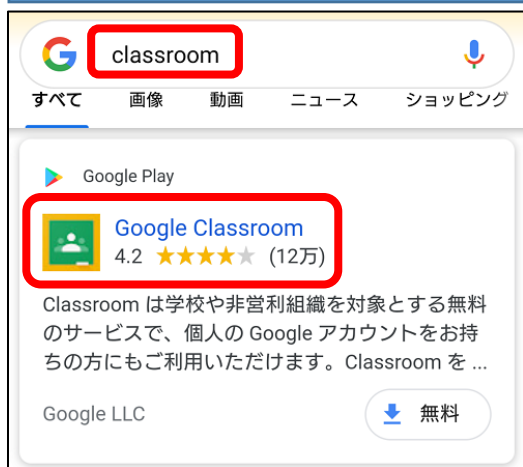 classroom
すべて 画像 動画 ニュース ショッピング
Google Play
Google Classroom
4.2 ★★★★★ (12万)
Classroom は学校や非営利組織を対象とする無料
のサービスで、個人の Google アカウントをお持
ちの方にもご利用いただけます。Classroom を ...
Google LLC 無料